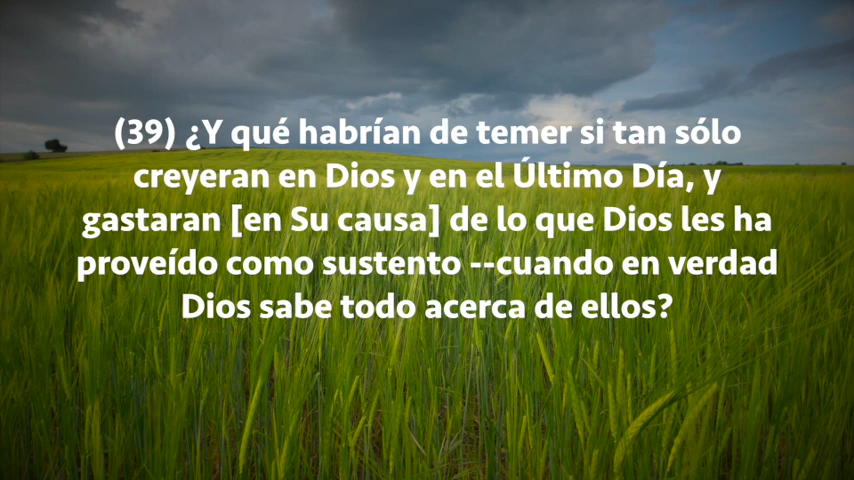 (39) ¿Y qué habrían de temer si tan sólo
creyeran en Dios y en el Último Día, y
gastaran [en Su causa] de lo que Dios les ha
proveído como sustento --cuando en verdad
Dios sabe todo acerca de ellos?